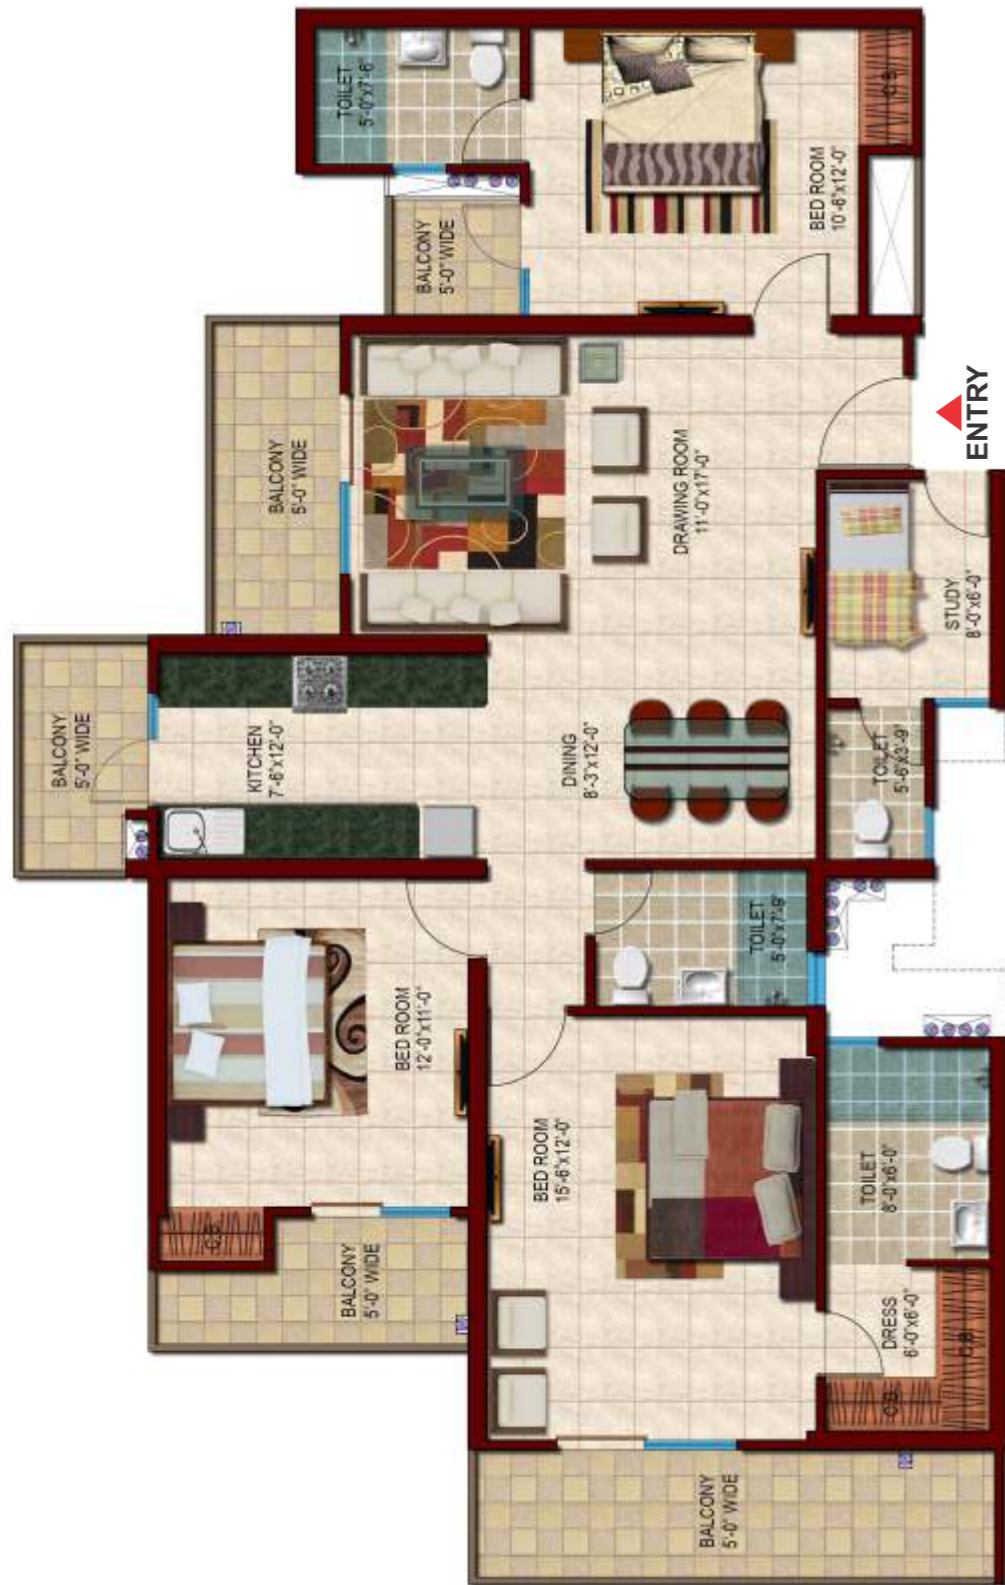 TOILET
5'-0"x7'-6"
C.B.
BED ROOM
10'-6"x12'-0"
BALCONY
5'-0" WIDE
BALCONY
5'-0" WIDE
DRAWING ROOM
11'-0"x17'-0"
ENTRY
STUDY
8'-0"x6'-0"
BALCONY
5'-0" WIDE
KITCHEN
7'-6"x12'-0"
DINING
8'-3"x12'-0"
TOILET
5'-6"x3'-9"
TOILET
5'-0"x7'-9"
BED ROOM
12'-0"x11'-0"
BED ROOM
15'-6"x12'-0"
TOILET
8'-0"x6'-0"
C.B.
BALCONY
5'-0" WIDE
DRESS
6'-0"x6'-0"
C.B.
C.B.
BALCONY
5'-0" WIDE